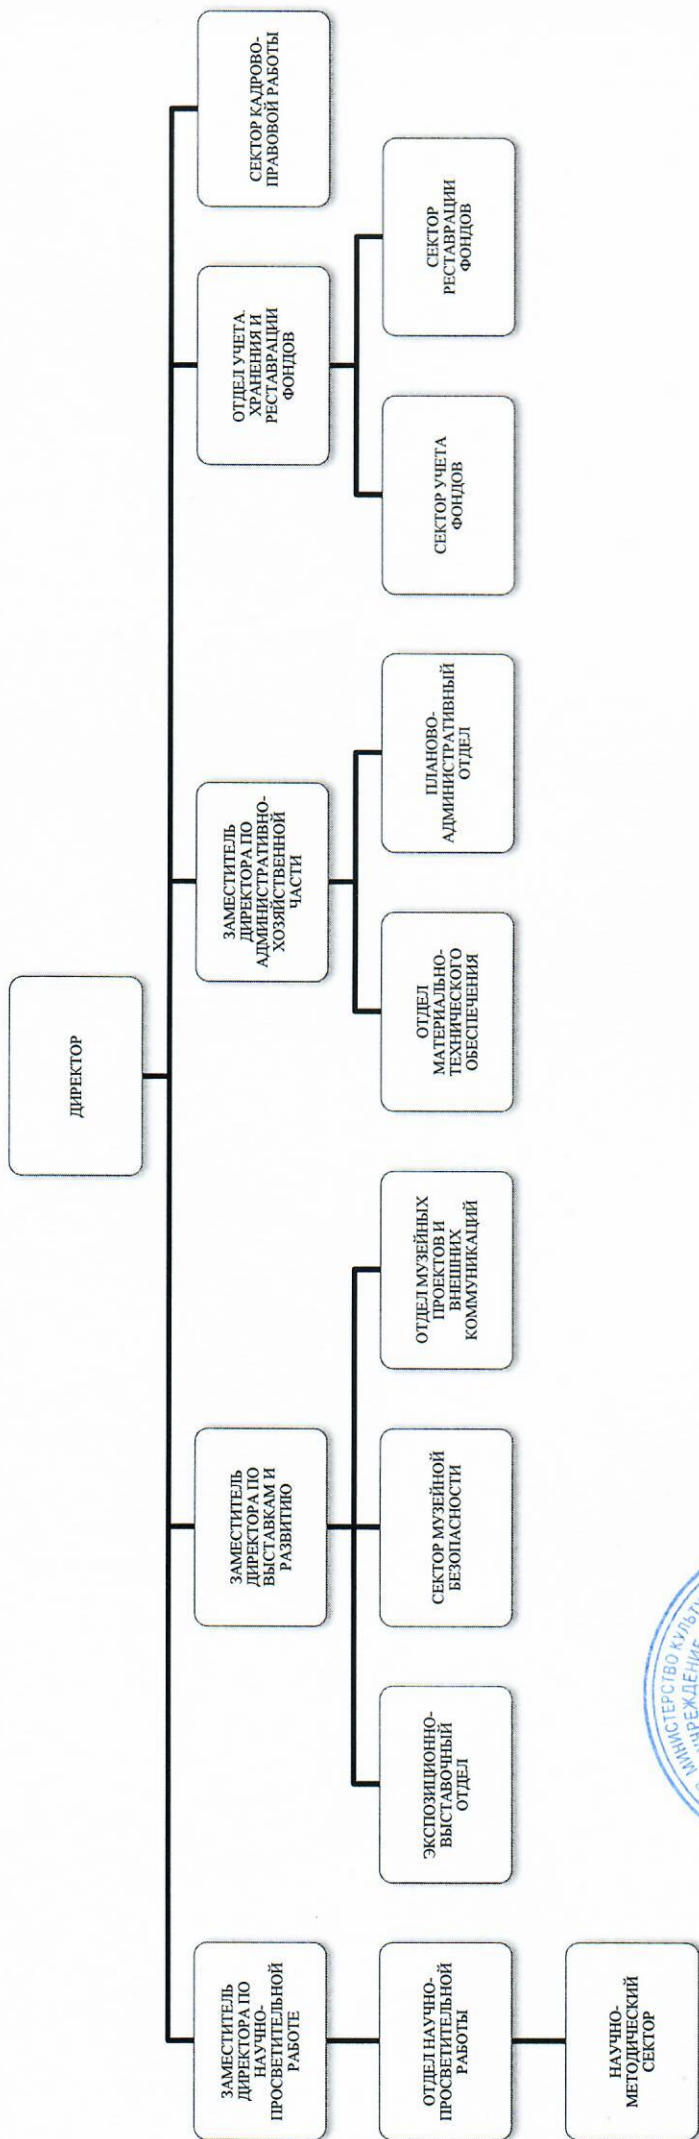 ДИРЕКТОР
ЗАМЕСТИТЕЛЬ
ДИРЕКТОРА ПО
НАУЧНО-
ПРОСВЕТИТЕЛЬНОЙ
РАБОТЕ
ЗАМЕСТИТЕЛЬ
ДИРЕКТОРА ПО
ВЫСТАВКАМ И
РАЗВИТИЮ
ЗАМЕСТИТЕЛЬ
ДИРЕКТОРА ПО
АДМИНИСТРАТИВНО-
ХОЗЯЙСТВЕННОЙ
ЧАСТИ
ОТДЕЛ УЧЕТА.
ХРАНЕНИЯ И
РЕСТАВРАЦИИ
ФОНДОВ
СЕКТОР КАДРОВО-
ПРАВОВОЙ РАБОТЫ
ОТДЕЛ НАУЧНО-
ПРОСВЕТИТЕЛЬНОЙ
РАБОТЫ
ЭКСПОЗИЦИОННО-
ВЫСТАВОЧНЫЙ
ОТДЕЛ
СЕКТОР МУЗЕЙНОЙ
БЕЗОПАСНОСТИ
ОТДЕЛ МУЗЕЙНЫХ
ПРОЕКТОВ И
ВНЕШНИХ
КОММУНИКАЦИЙ
ОТДЕЛ
МАТЕРИАЛЬНО-
ТЕХНИЧЕСКОГО
ОБЕСПЕЧЕНИЯ
ПЛАНОВО-
АДМИНИСТРАТИВНЫЙ
ОТДЕЛ
СЕКТОР УЧЕТА
ФОНДОВ
СЕКТОР
РЕСТАВРАЦИИ
ФОНДОВ
НАУЧНО-
МЕТОДИЧЕСКИЙ
СЕКТОР
МИНИСТЕРСТВО